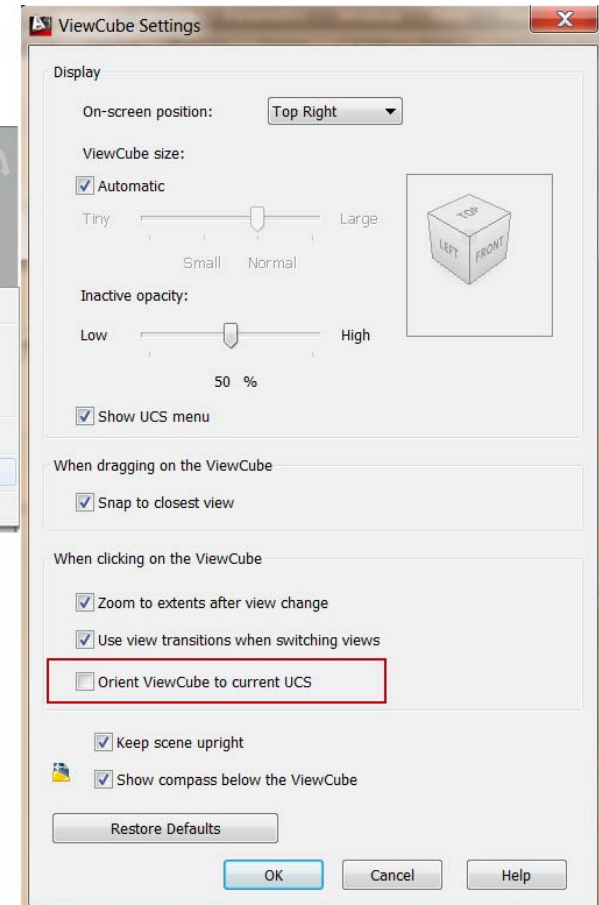 ViewCube Settings
Display
On-screen position: Top Right
ViewCube size:
Automatic
Tiny Large
Small Normal
TOP
LEFT FRONT
Inactive opacity:
Low High
50 %
Show UCS menu
When dragging on the ViewCube
Snap to closest view
When clicking on the ViewCube
Zoom to extents after view change
Use view transitions when switching views
Orient ViewCube to current UCS
Keep scene upright
Show compass below the ViewCube
Restore Defaults
OK Cancel Help